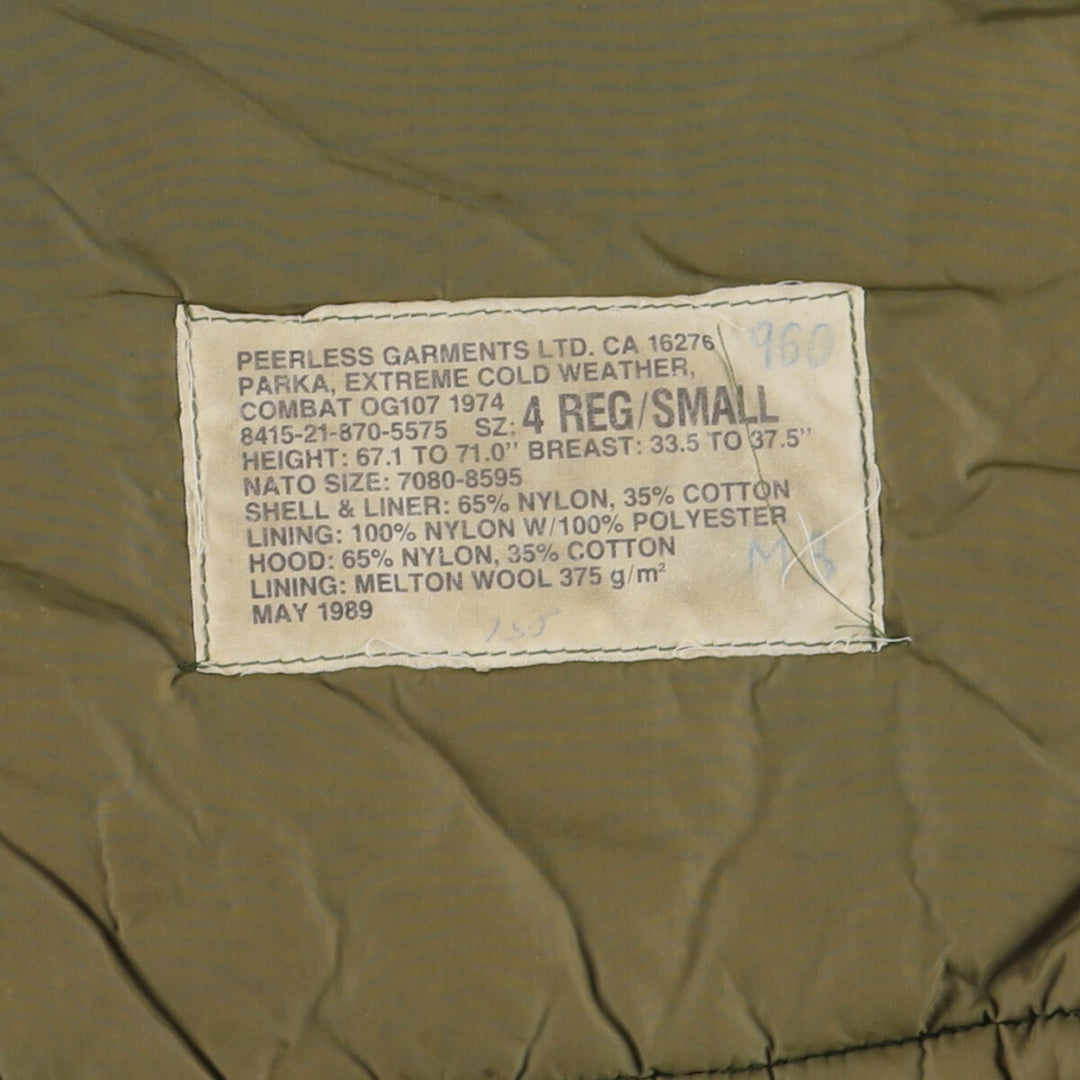 PEERLESS GARMENTS LTD. CA 16276 960
PARKA, EXTREME COLD WEATHER,
COMBAT OG107 1974
8415-21-870-5575 SZ: 4 REG/SMALL
HEIGHT: 67.1 TO 71.0" BREAST: 33.5 TO 37.5"
NATO SIZE: 7080-8595
SHELL & LINER: 65% NYLON, 35% COTTON
LINING: 100% NYLON W/100% POLYESTER
HOOD: 65% NYLON, 35% COTTON
LINING: MELTON WOOL 375 g/m²
MAY 1989